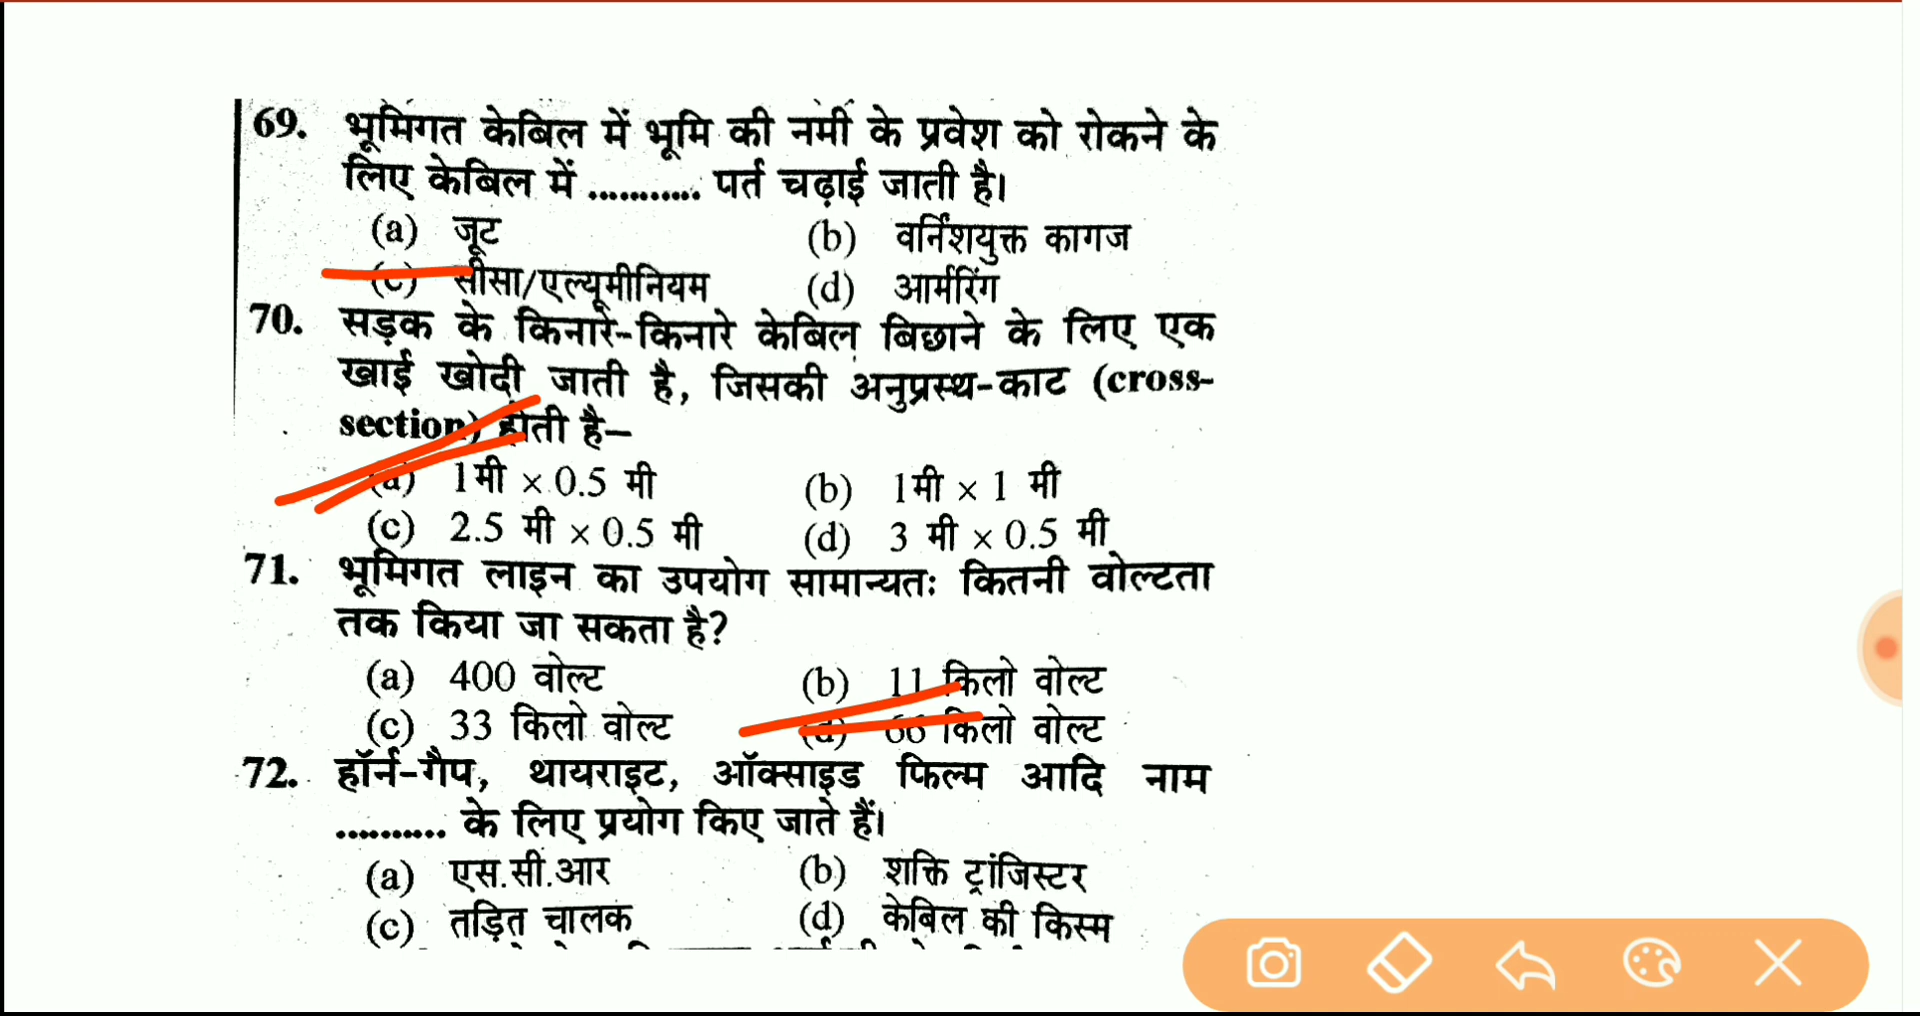 69. भूमिगत केबिल में भूमि की नमी के प्रवेश को रोकने के
लिए केबिल में ........... पर्त चढ़ाई जाती है।
(a) जूट (b) वर्निशयुक्त कागज
(c) सीसा/एल्यूमीनियम (d) आर्मरिंग
70. सड़क के किनारे-किनारे केबिल बिछाने के लिए एक
खाई खोदी जाती है, जिसकी अनुप्रस्थ-काट (cross-
section) होती है–
(a) 1मी × 0.5 मी (b) 1मी × 1 मी
(c) 2.5 मी × 0.5 मी (d) 3 मी × 0.5 मी
71. भूमिगत लाइन का उपयोग सामान्यतः कितनी वोल्टता
तक किया जा सकता है?
(a) 400 वोल्ट (b) 11 किलो वोल्ट
(c) 33 किलो वोल्ट (d) 66 किलो वोल्ट
72. हॉर्न-गैप, थायराइट, ऑक्साइड फिल्म आदि नाम
.......... के लिए प्रयोग किए जाते हैं।
(a) एस.सी.आर (b) शक्ति ट्रांजिस्टर
(c) तड़ित चालक (d) केबिल की किस्म